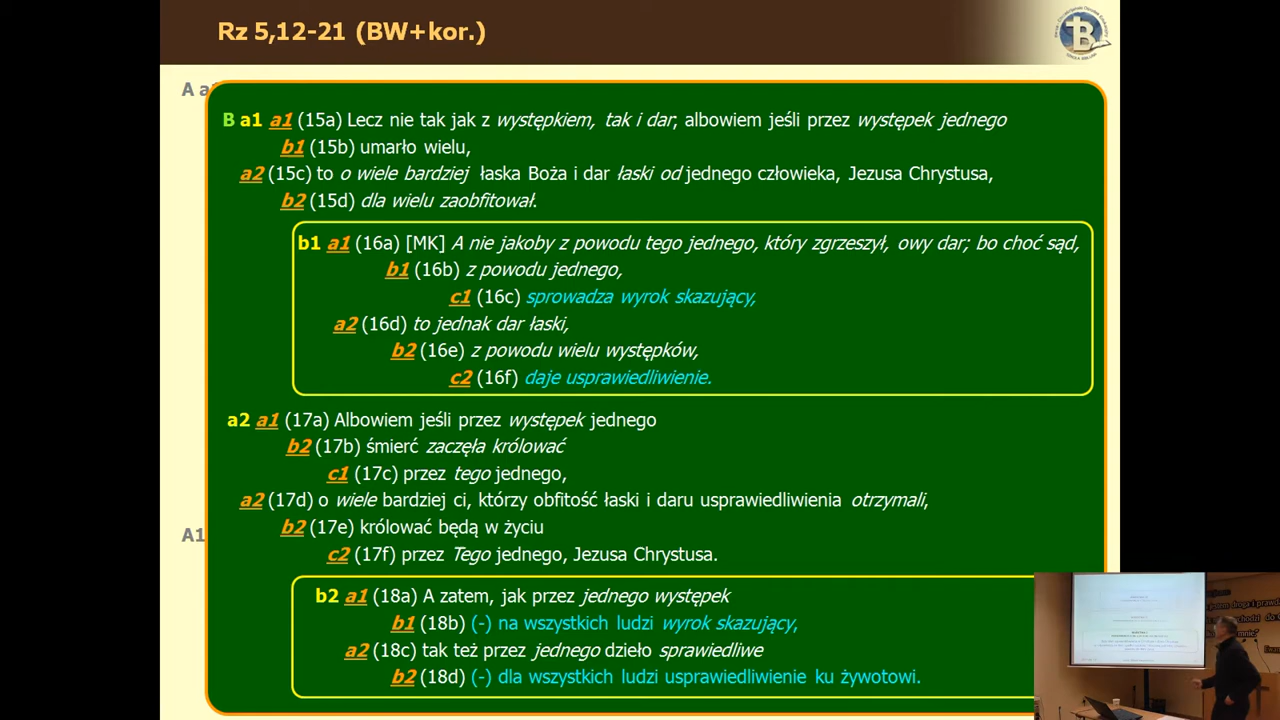 Rz 5,12-21 (BW+kor.)
A a
B a1 a1 (15a) Lecz nie tak jak z występkiem, tak i dar; albowiem jeśli przez występek jednego
b1 (15b) umarło wielu,
a2 (15c) to o wiele bardziej łaska Boża i dar łaski od jednego człowieka, Jezusa Chrystusa,
b2 (15d) dla wielu zaobfitował.
b1 a1 (16a) [MK] A nie jakoby z powodu tego jednego, który zgrzeszył, owy dar; bo choć sąd,
b1 (16b) z powodu jednego,
c1 (16c) sprowadza wyrok skazujący,
a2 (16d) to jednak dar łaski,
b2 (16e) z powodu wielu występków,
c2 (16f) daje usprawiedliwienie.
a2 a1 (17a) Albowiem jeśli przez występek jednego
b2 (17b) śmierć zaczęła królować
c1 (17c) przez tego jednego,
a2 (17d) o wiele bardziej ci, którzy obfitość łaski i daru usprawiedliwienia otrzymali,
A1
b2 (17e) królować będą w życiu
c2 (17f) przez Tego jednego, Jezusa Chrystusa.
b2 a1 (18a) A zatem, jak przez jednego występek
b1 (18b) (-) na wszystkich ludzi wyrok skazujący,
a2 (18c) tak też przez jednego dzieło sprawiedliwe
b2 (18d) (-) dla wszystkich ludzi usprawiedliwienie ku żywotowi.